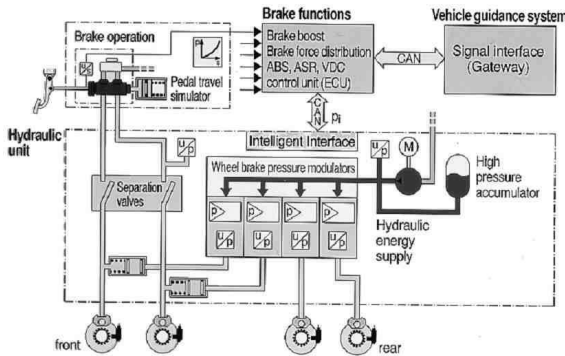 Brake functions
Vehicle guidance system
Brake operation
p
Brake boost
Brake force distribution
ABS, ASR, VDC
control unit (ECU)
CAN
Signal interface
(Gateway)
Pedal travel
simulator
CAN
pi
Hydraulic
unit
Intelligent Interface
u/p
u/p
M
Wheel brake pressure modulators
High
pressure
accumulator
Separation
valves
p
p
p
p
u/p
u/p
u/p
u/p
Hydraulic
energy
supply
front
rear